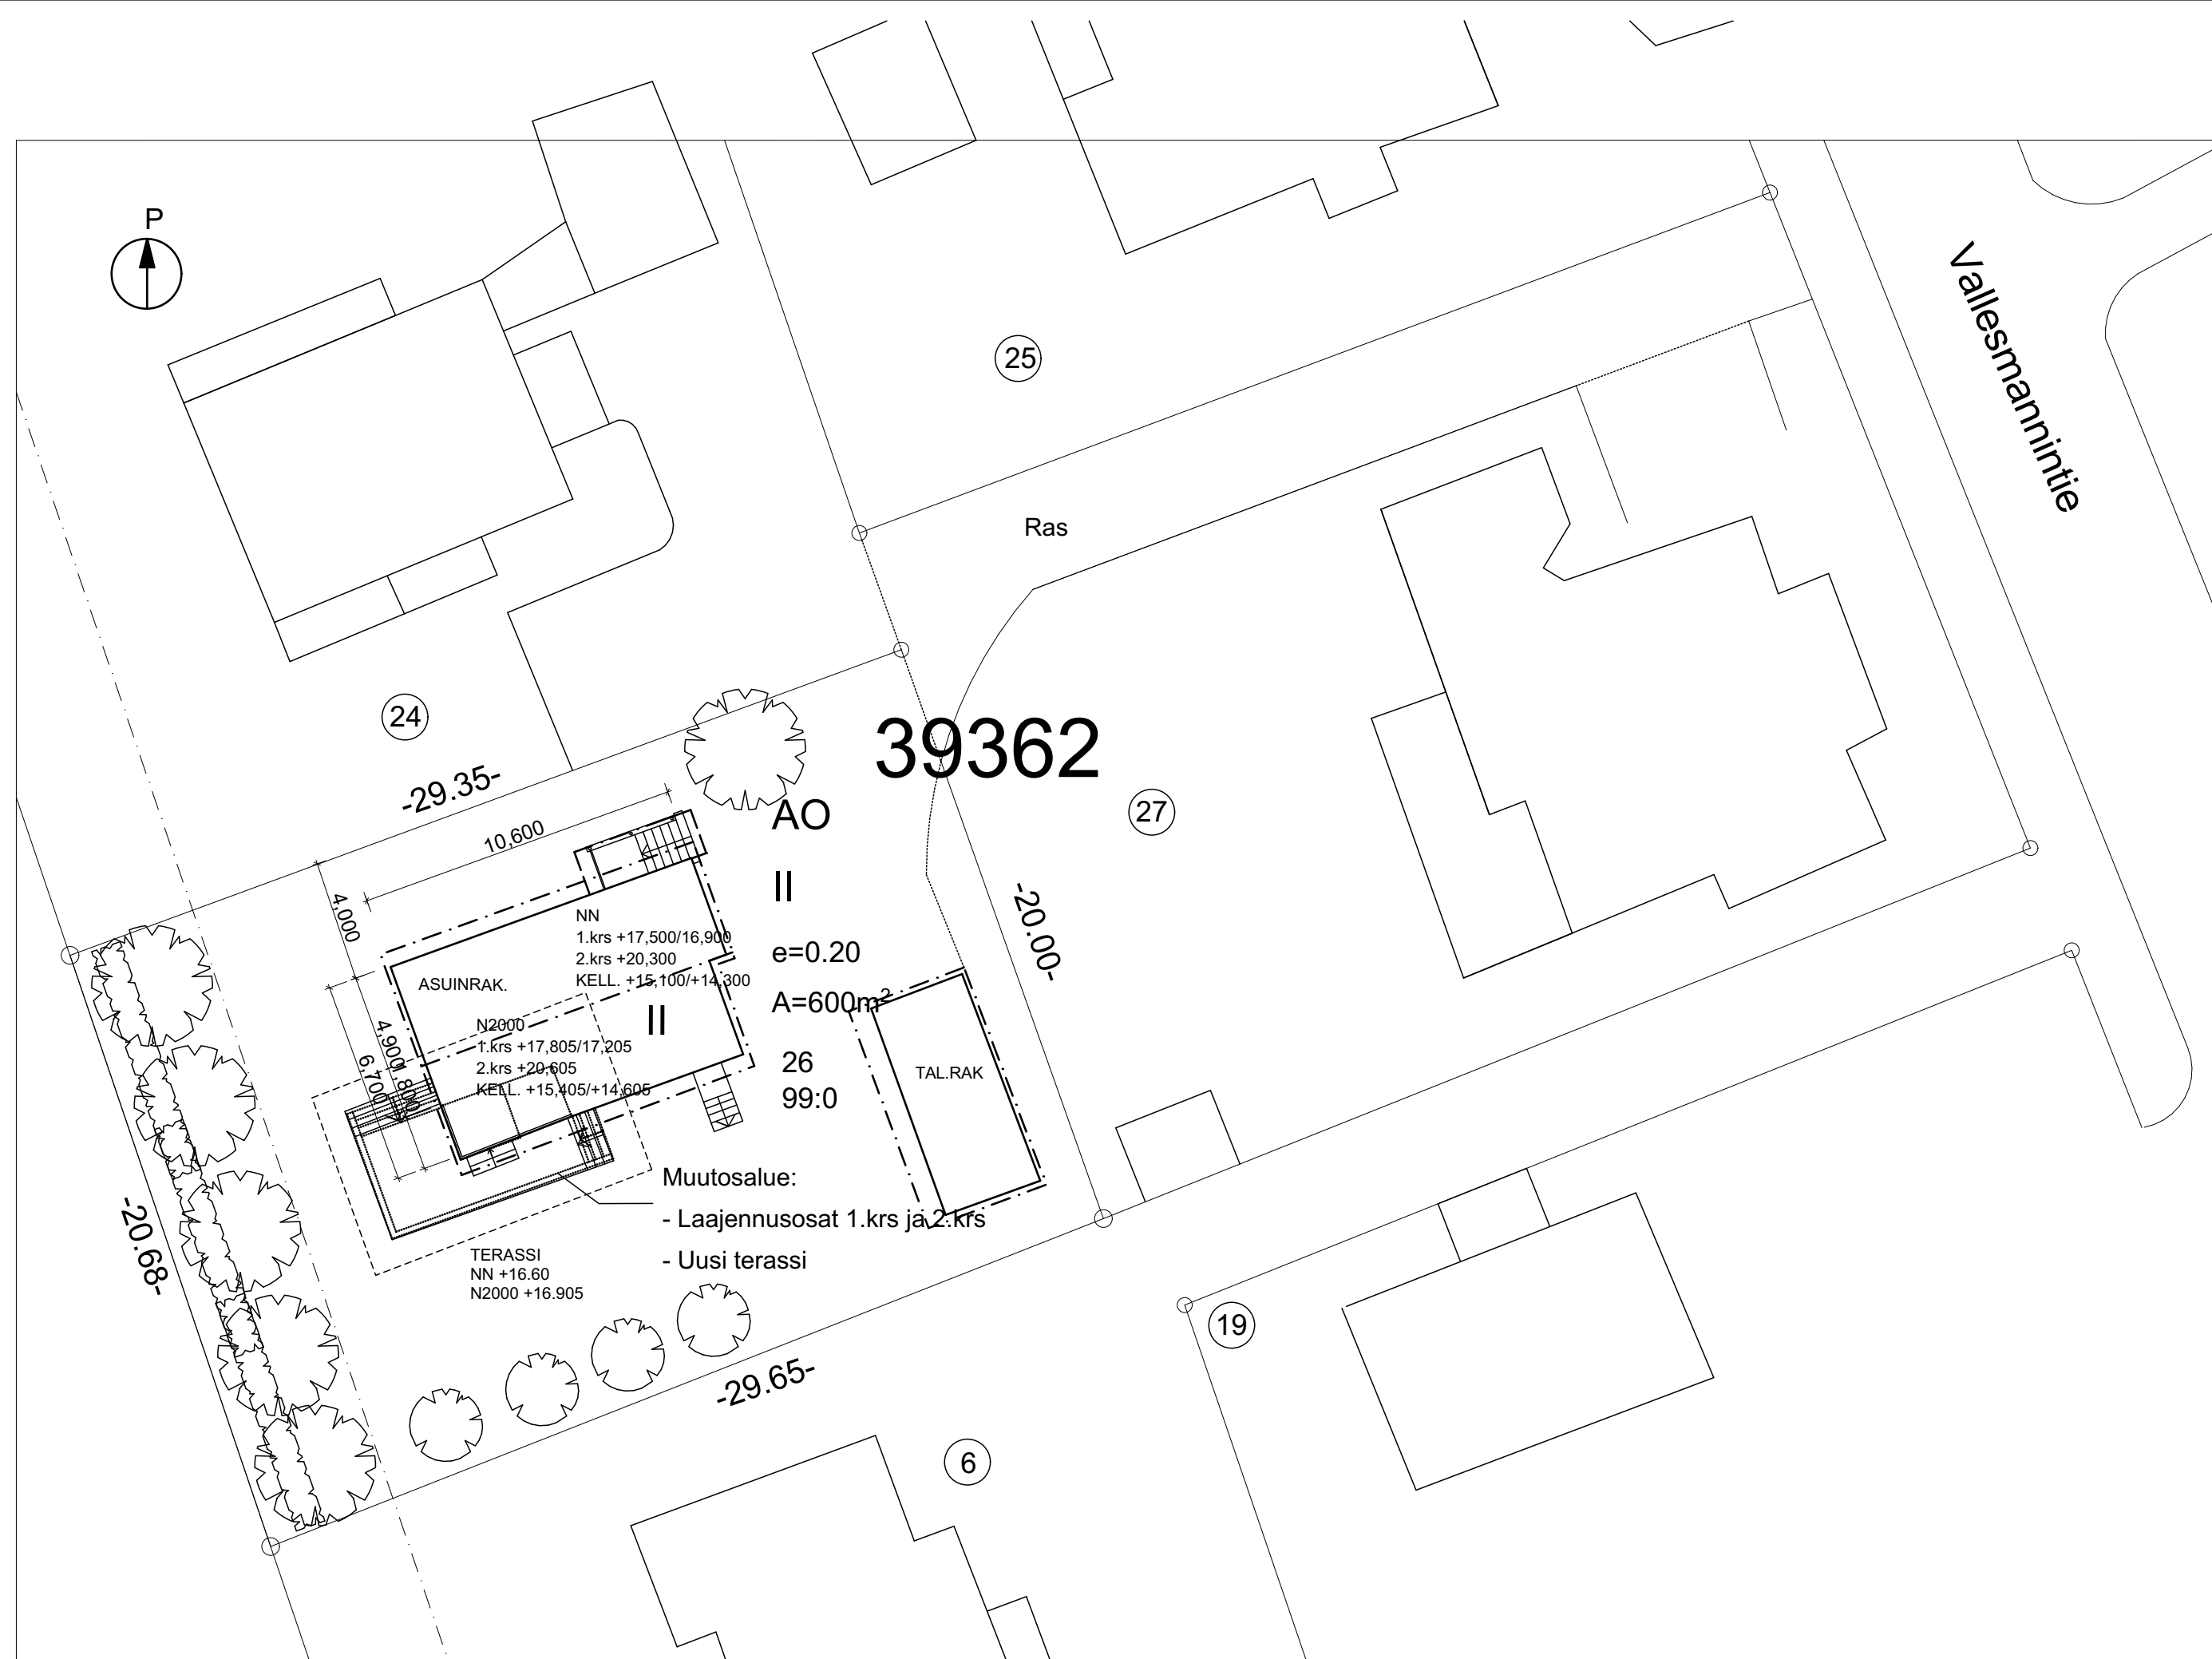 P
Vallesmannintie
25
Ras
24
39362
-29.35-
AO
27
10,600
II
4,000
NN
1.krs +17,500/16,900
2.krs +20,300
KELL. +15,100/+14,300
e=0.20
-20.00-
ASUINRAK.
A=600m²
II
N2000
1.krs +17,805/17,205
2.krs +20,605
KELL. +15,405/+14,605
4,900
6,700
26
99:0
TAL.RAK
Muutosalue:
- Laajennusosat 1.krs ja 2.krs
- Uusi terassi
-20.68-
TERASSI
NN +16.60
N2000 +16.905
19
-29.65-
6